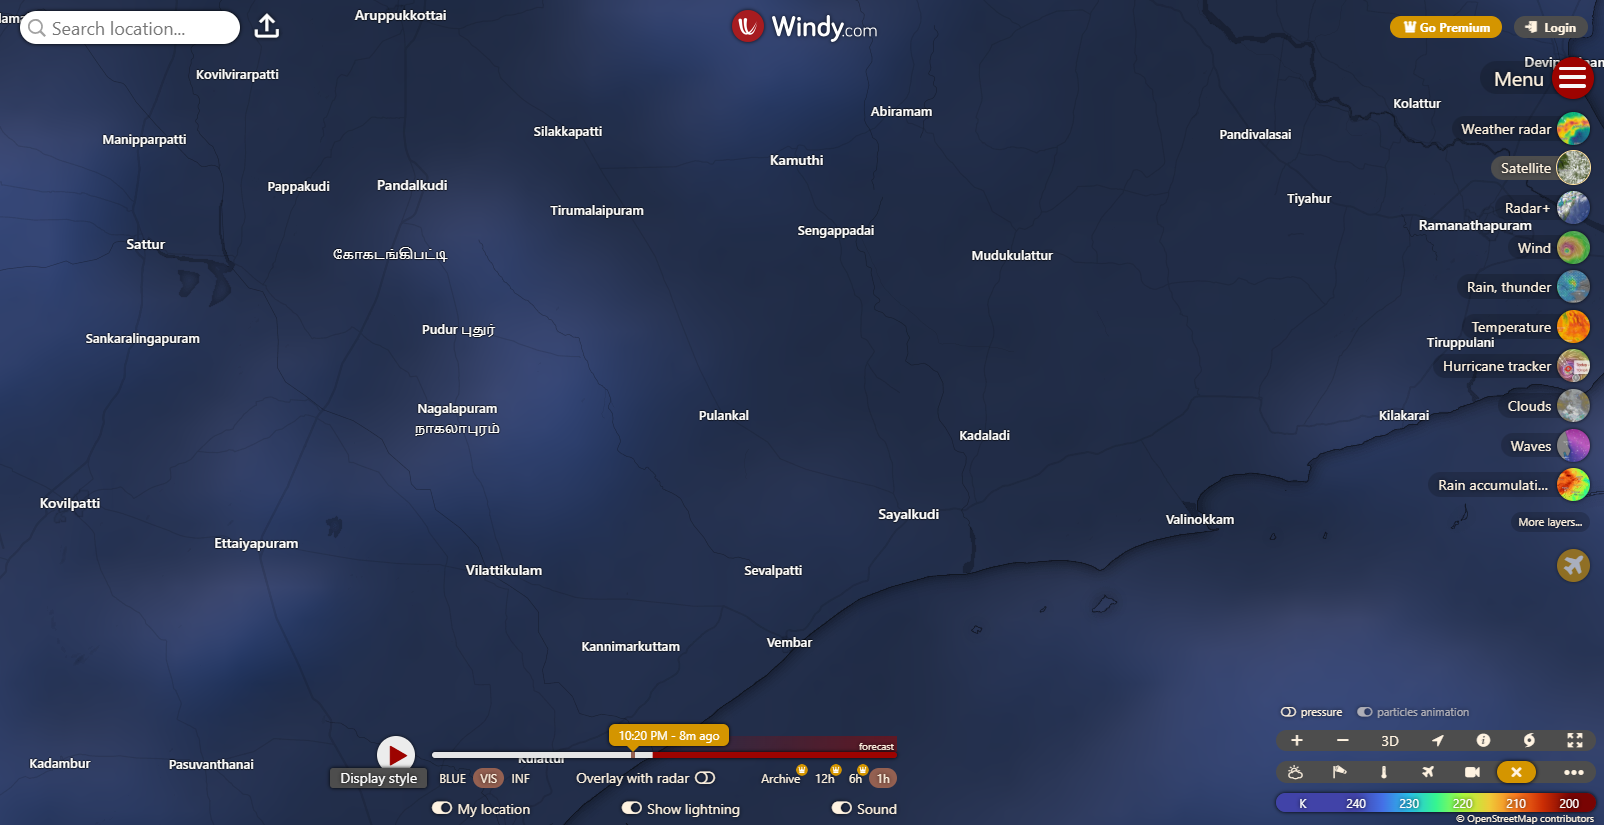 Aruppukkottai
Search location...
Windy.com
Go Premium
Login
Kovilvirarpatti
Menu
Kolattur
Abiramam
Weather radar
Silakkapatti
Pandivalasai
Manipparpatti
Kamuthi
Satellite
Pappakudi
Pandalkudi
Tiyahur
Radar+
Tirumalaipuram
Ramanathapuram
Sengappadai
Sattur
Wind
கோகடங்கிபட்டி
Mudukulattur
Rain, thunder
Temperature
Pudur புதுர்
Sankaralingapuram
Tiruppulani
Hurricane tracker
Clouds
Nagalapuram
நாகலாபுரம்
Pulankal
Kilakarai
Kadaladi
Waves
Rain accumulati...
Kovilpatti
Sayalkudi
Valinokkam
More layers...
Ettaiyapuram
Vilattikulam
Sevalpatti
Kannimarkuttam
Vembar
pressure
particles animation
10:20 PM - 8m ago
forecast
3D
Kadambur
Pasuvanthanai
Display style
BLUE
VIS
INF
Overlay with radar
Archive
12h
6h
1h
My location
Show lightning
Sound
K 240 230 220 210 200
© OpenStreetMap contributors